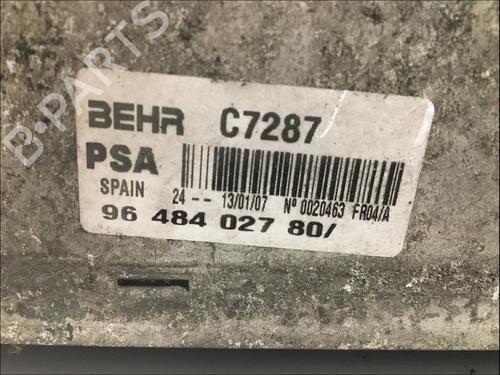 B-PARTS
BEHR C7287
PSA
SPAIN
24 -- 13/01/07 Nº 0020463 FR04/A
96 484 027 80/